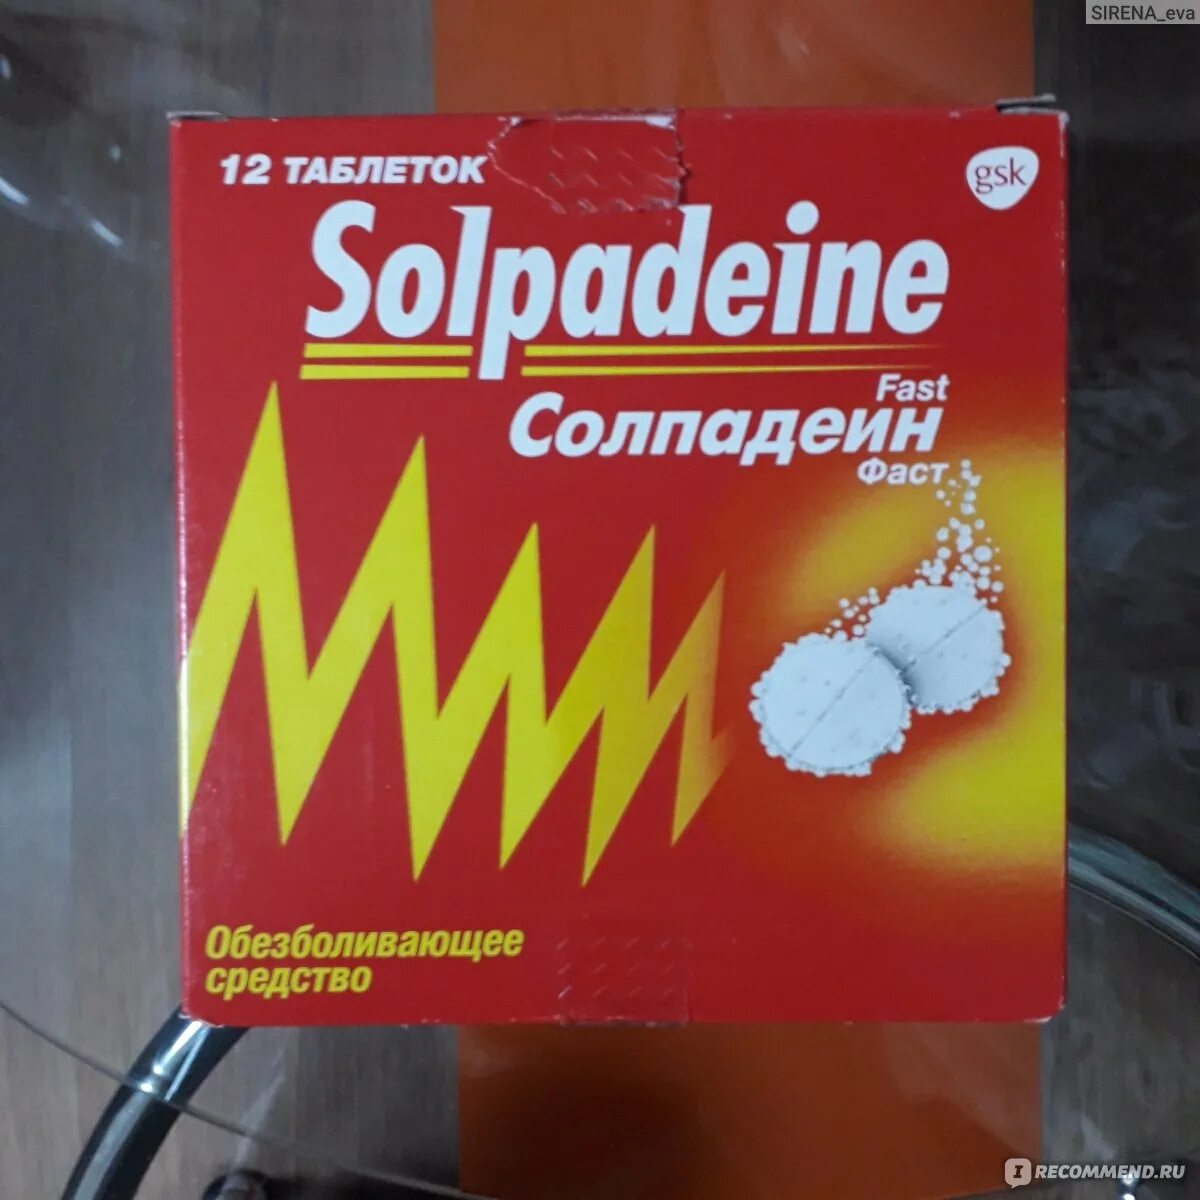 SIRENA_eva
12 ТАБЛЕТОК
gsk
Solpadeine
Fast
Солпадеин
Фаст
Обезболивающее
средство
I RECOMMEND.RU